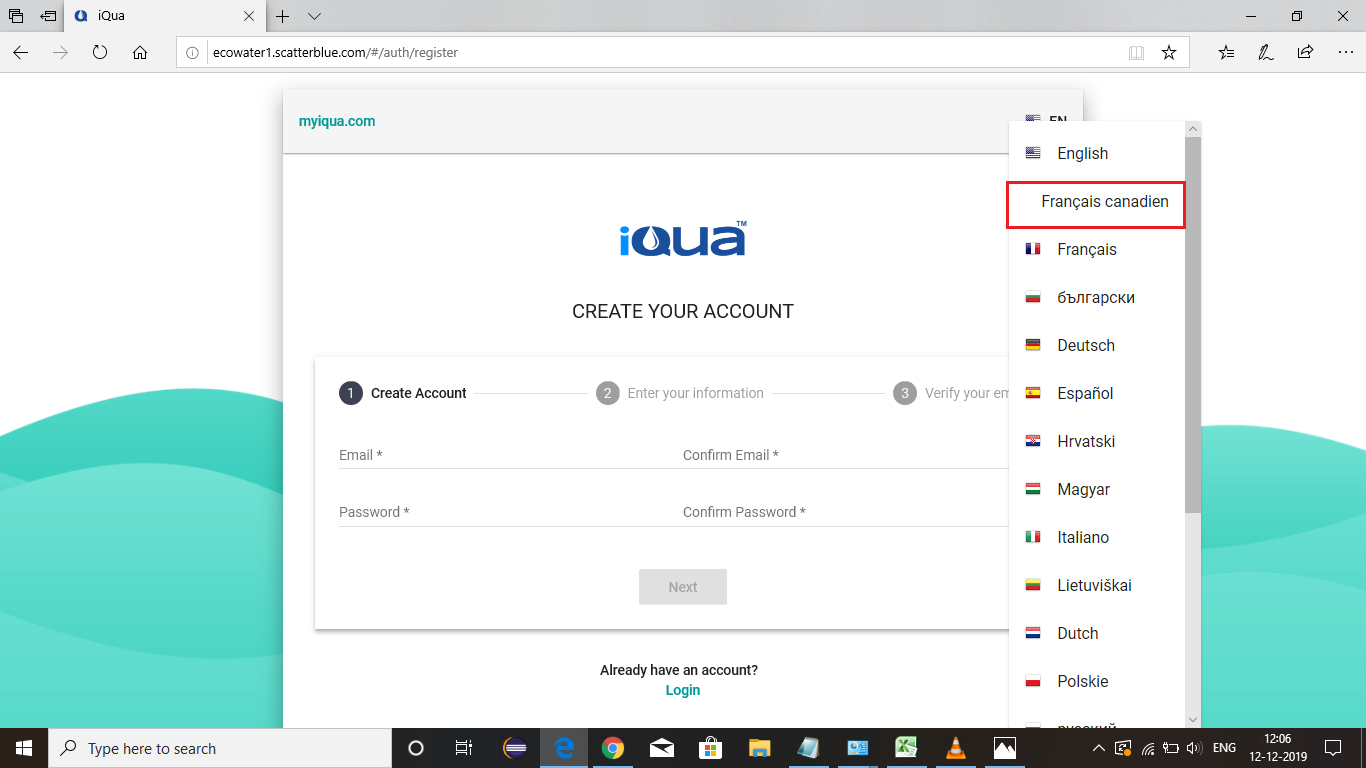 iQua
ecowater1.scatterblue.com/#/auth/register
myiqua.com
EN
English
Français canadien
Français
български
Deutsch
Español
Hrvatski
Magyar
Italiano
Lietuviškai
Dutch
Polskie
русский
iQua™
CREATE YOUR ACCOUNT
1 Create Account 2 Enter your information 3 Verify your
Email * Confirm Email *
Password * Confirm Password *
Next
Already have an account?
Login
Type here to search
ENG
12:06
12-12-2019